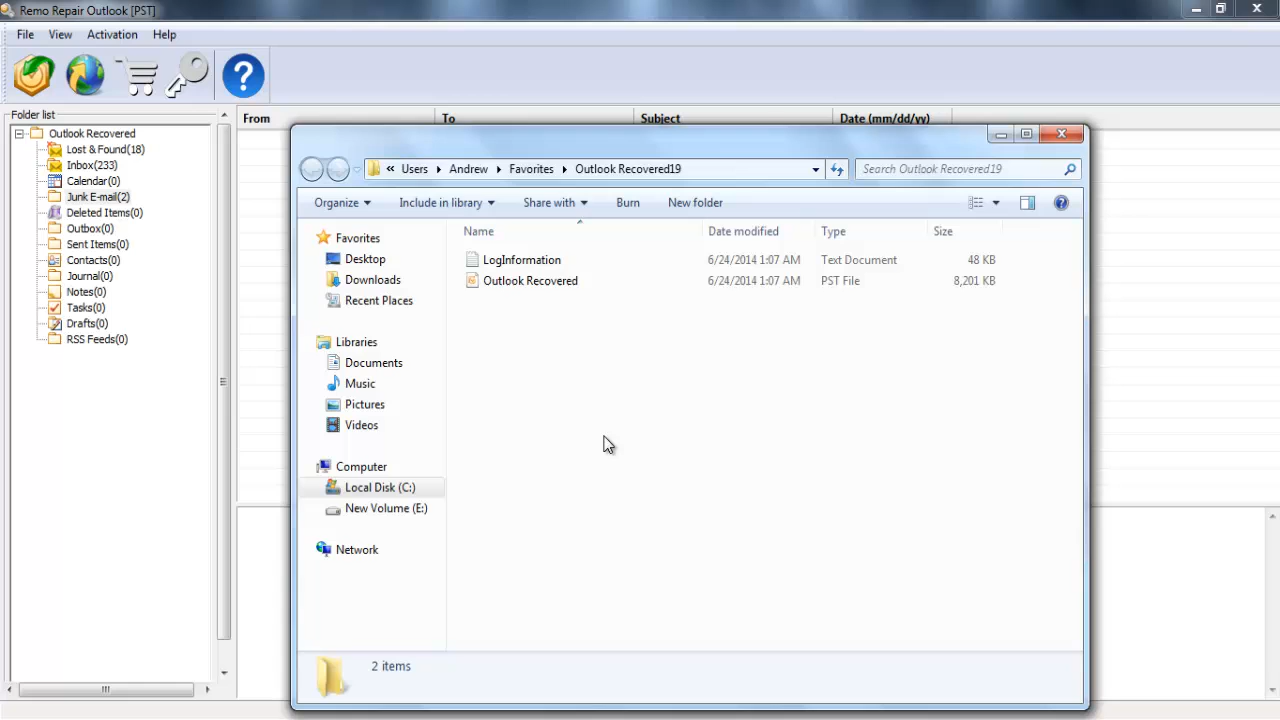 Remo Repair Outlook [PST]
File View Activation Help
Folder list
Outlook Recovered
Lost & Found(18)
Inbox(233)
Calendar(0)
Junk E-mail(2)
Deleted Items(0)
Outbox(0)
Sent Items(0)
Contacts(0)
Journal(0)
Notes(0)
Tasks(0)
Drafts(0)
RSS Feeds(0)
From To Subject Date (mm/dd/yy)
« Users Andrew Favorites Outlook Recovered19 Search Outlook Recovered19
Organize Include in library Share with Burn New folder
Favorites
Desktop
Downloads
Recent Places
Libraries
Documents
Music
Pictures
Videos
Computer
Local Disk (C:)
New Volume (E:)
Network
Name Date modified Type Size
LogInformation 6/24/2014 1:07 AM Text Document 48 KB
Outlook Recovered 6/24/2014 1:07 AM PST File 8,201 KB
2 items